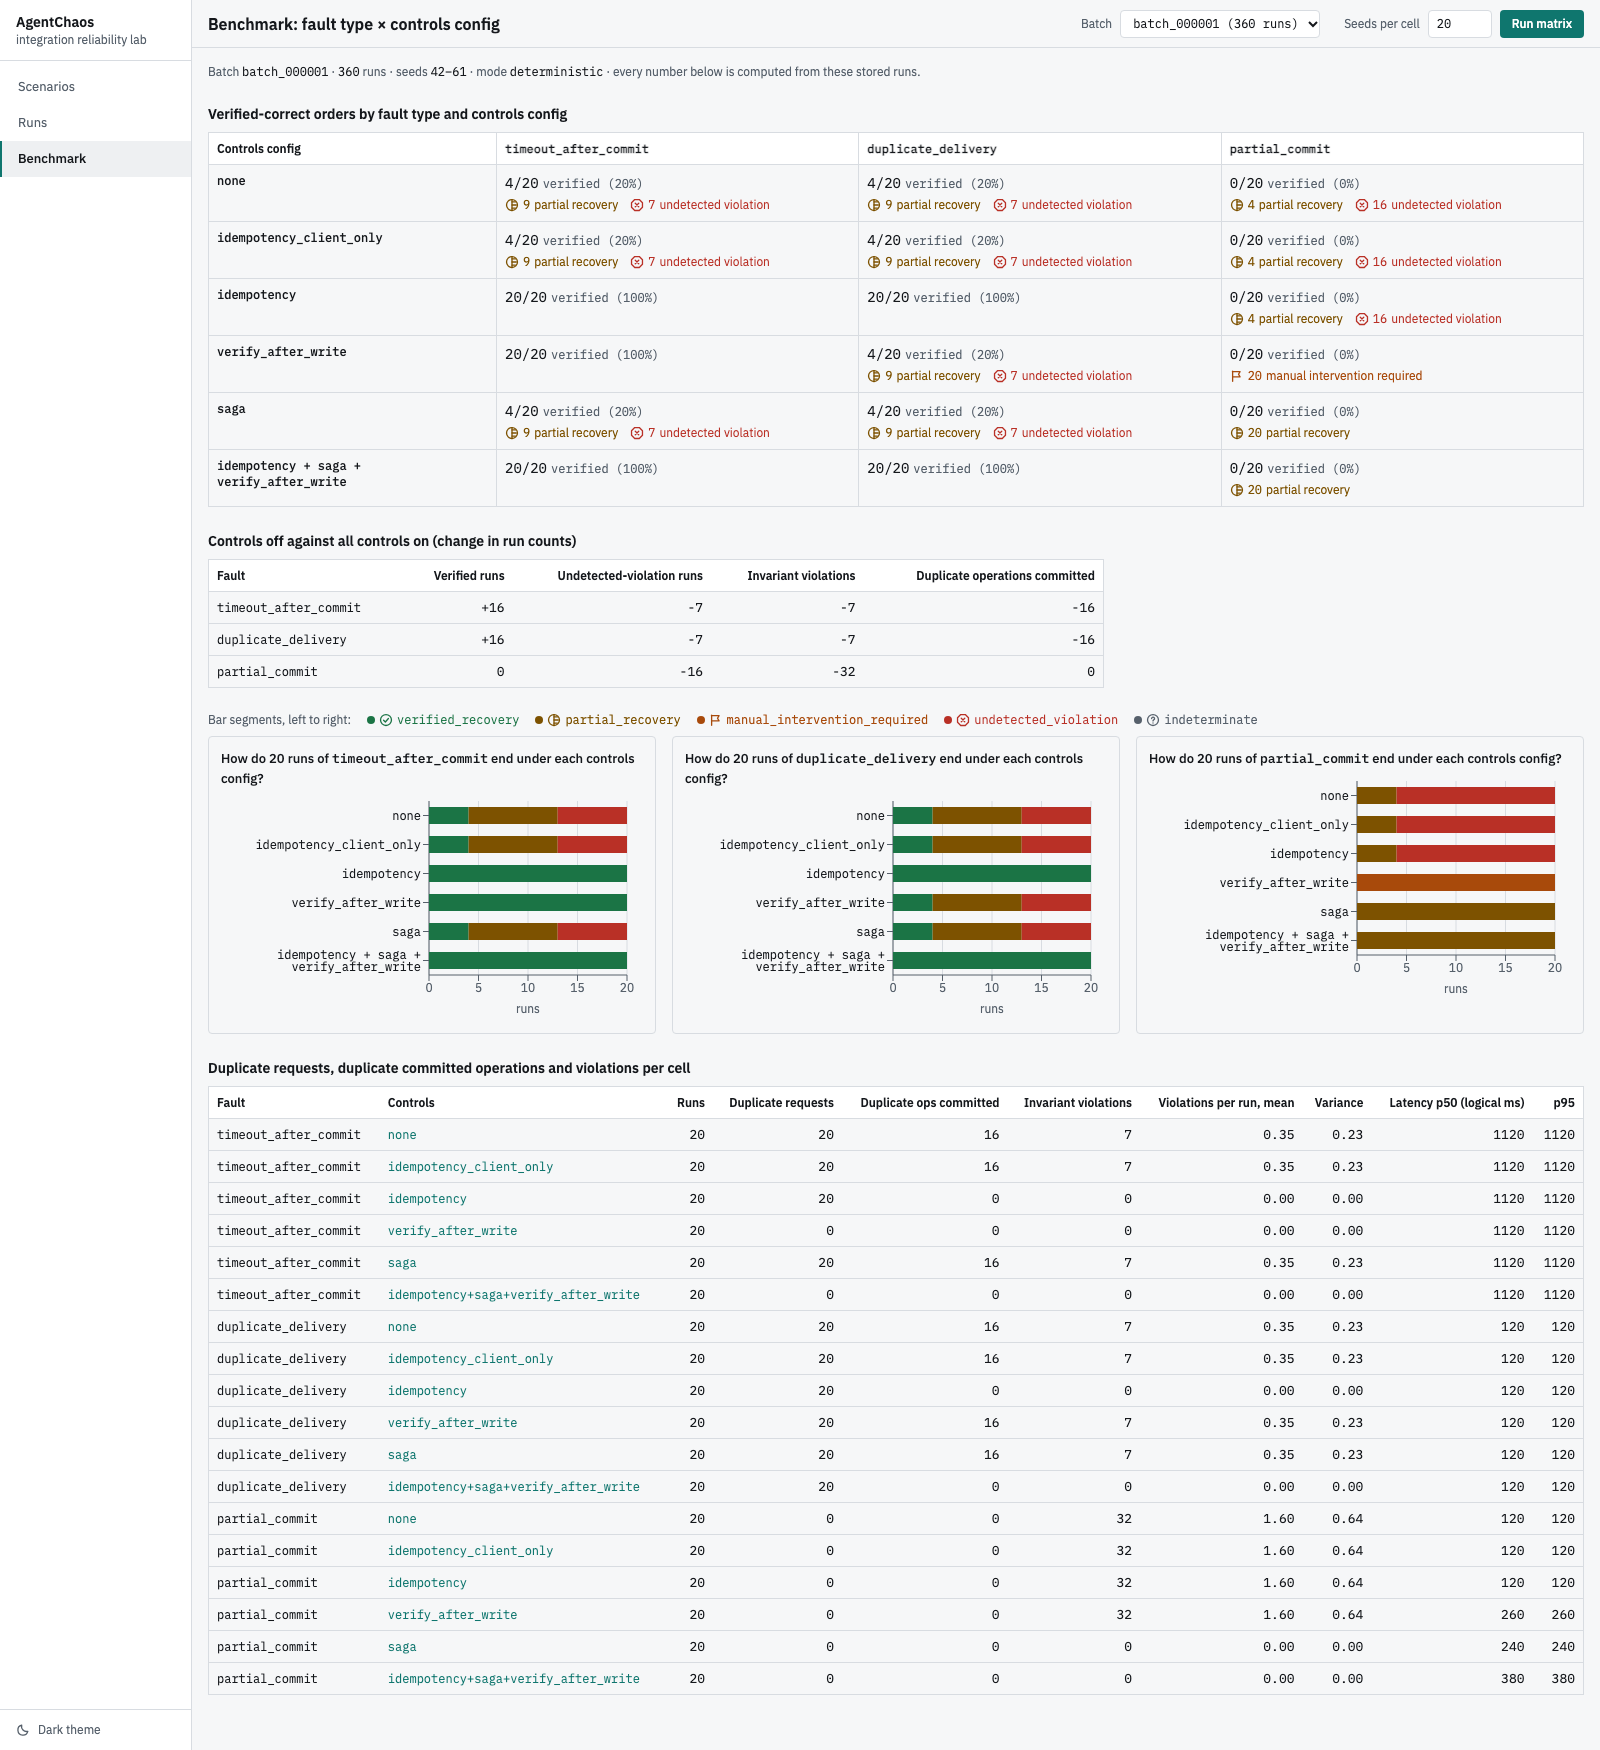 AgentChaos
integration reliability lab
Scenarios
Runs
Benchmark
Dark theme
Benchmark: fault type × controls config
Batch batch_000001 (360 runs) Seeds per cell 20 Run matrix
Batch batch_000001 · 360 runs · seeds 42–61 · mode deterministic · every number below is computed from these stored runs.
Verified-correct orders by fault type and controls config
Controls config timeout_after_commit duplicate_delivery partial_commit
none 4/20 verified (20%) 4/20 verified (20%) 0/20 verified (0%)
9 partial recovery 7 undetected violation 9 partial recovery 7 undetected violation 4 partial recovery 16 undetected violation
idempotency_client_only 4/20 verified (20%) 4/20 verified (20%) 0/20 verified (0%)
9 partial recovery 7 undetected violation 9 partial recovery 7 undetected violation 4 partial recovery 16 undetected violation
idempotency 20/20 verified (100%) 20/20 verified (100%) 0/20 verified (0%)
4 partial recovery 16 undetected violation
verify_after_write 20/20 verified (100%) 4/20 verified (20%) 0/20 verified (0%)
9 partial recovery 7 undetected violation 20 manual intervention required
saga 4/20 verified (20%) 4/20 verified (20%) 0/20 verified (0%)
9 partial recovery 7 undetected violation 9 partial recovery 7 undetected violation 20 partial recovery
idempotency + saga + 20/20 verified (100%) 20/20 verified (100%) 0/20 verified (0%)
verify_after_write 20 partial recovery
Controls off against all controls on (change in run counts)
Fault Verified runs Undetected-violation runs Invariant violations Duplicate operations committed
timeout_after_commit +16 -7 -7 -16
duplicate_delivery +16 -7 -7 -16
partial_commit 0 -16 -32 0
Bar segments, left to right: verified_recovery partial_recovery manual_intervention_required undetected_violation indeterminate
How do 20 runs of timeout_after_commit end under each controls
config?
none
idempotency_client_only
idempotency
verify_after_write
saga
idempotency + saga +
verify_after_write
0 5 10 15 20
runs
How do 20 runs of duplicate_delivery end under each controls
config?
none
idempotency_client_only
idempotency
verify_after_write
saga
idempotency + saga +
verify_after_write
0 5 10 15 20
runs
How do 20 runs of partial_commit end under each controls config?
none
idempotency_client_only
idempotency
verify_after_write
saga
idempotency + saga +
verify_after_write
0 5 10 15 20
runs
Duplicate requests, duplicate committed operations and violations per cell
Fault Controls Runs Duplicate requests Duplicate ops committed Invariant violations Violations per run, mean Variance Latency p50 (logical ms) p95
timeout_after_commit none 20 20 16 7 0.35 0.23 1120 1120
timeout_after_commit idempotency_client_only 20 20 16 7 0.35 0.23 1120 1120
timeout_after_commit idempotency 20 20 0 0 0.00 0.00 1120 1120
timeout_after_commit verify_after_write 20 0 0 0 0.00 0.00 1120 1120
timeout_after_commit saga 20 20 16 7 0.35 0.23 1120 1120
timeout_after_commit idempotency+saga+verify_after_write 20 0 0 0 0.00 0.00 1120 1120
duplicate_delivery none 20 20 16 7 0.35 0.23 120 120
duplicate_delivery idempotency_client_only 20 20 16 7 0.35 0.23 120 120
duplicate_delivery idempotency 20 20 0 0 0.00 0.00 120 120
duplicate_delivery verify_after_write 20 20 16 7 0.35 0.23 120 120
duplicate_delivery saga 20 20 16 7 0.35 0.23 120 120
duplicate_delivery idempotency+saga+verify_after_write 20 20 0 0 0.00 0.00 120 120
partial_commit none 20 0 0 32 1.60 0.64 120 120
partial_commit idempotency_client_only 20 0 0 32 1.60 0.64 120 120
partial_commit idempotency 20 0 0 32 1.60 0.64 120 120
partial_commit verify_after_write 20 0 0 32 1.60 0.64 260 260
partial_commit saga 20 0 0 0 0.00 0.00 240 240
partial_commit idempotency+saga+verify_after_write 20 0 0 0 0.00 0.00 380 380